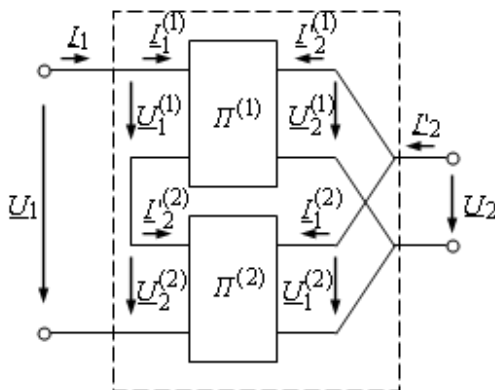 I₁ I₁⁽¹⁾ I'₂⁽¹⁾
U₁⁽¹⁾ П⁽¹⁾ U₂⁽¹⁾
I'₂
U₁ U₂
I'₂⁽²⁾ I₁⁽²⁾
U₂⁽²⁾ П⁽²⁾ U₁⁽²⁾